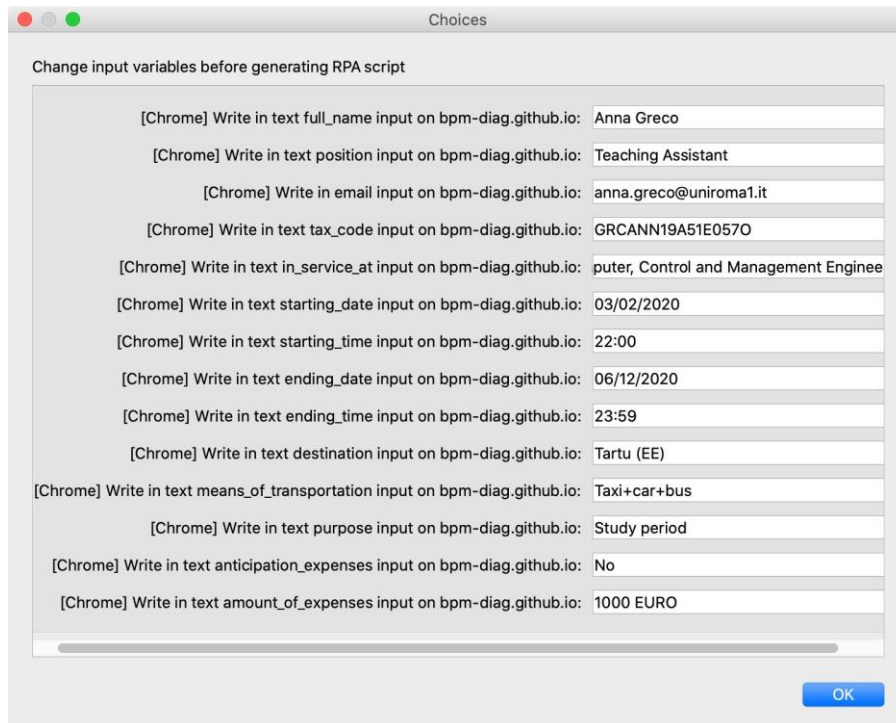 Choices
Change input variables before generating RPA script
[Chrome] Write in text full_name input on bpm-diag.github.io: Anna Greco
[Chrome] Write in text position input on bpm-diag.github.io: Teaching Assistant
[Chrome] Write in email input on bpm-diag.github.io: anna.greco@uniroma1.it
[Chrome] Write in text tax_code input on bpm-diag.github.io: GRCANN19A51E057O
[Chrome] Write in text in_service_at input on bpm-diag.github.io: puter, Control and Management Enginee
[Chrome] Write in text starting_date input on bpm-diag.github.io: 03/02/2020
[Chrome] Write in text starting_time input on bpm-diag.github.io: 22:00
[Chrome] Write in text ending_date input on bpm-diag.github.io: 06/12/2020
[Chrome] Write in text ending_time input on bpm-diag.github.io: 23:59
[Chrome] Write in text destination input on bpm-diag.github.io: Tartu (EE)
[Chrome] Write in text means_of_transportation input on bpm-diag.github.io: Taxi+car+bus
[Chrome] Write in text purpose input on bpm-diag.github.io: Study period
[Chrome] Write in text anticipation_expenses input on bpm-diag.github.io: No
[Chrome] Write in text amount_of_expenses input on bpm-diag.github.io: 1000 EURO
OK